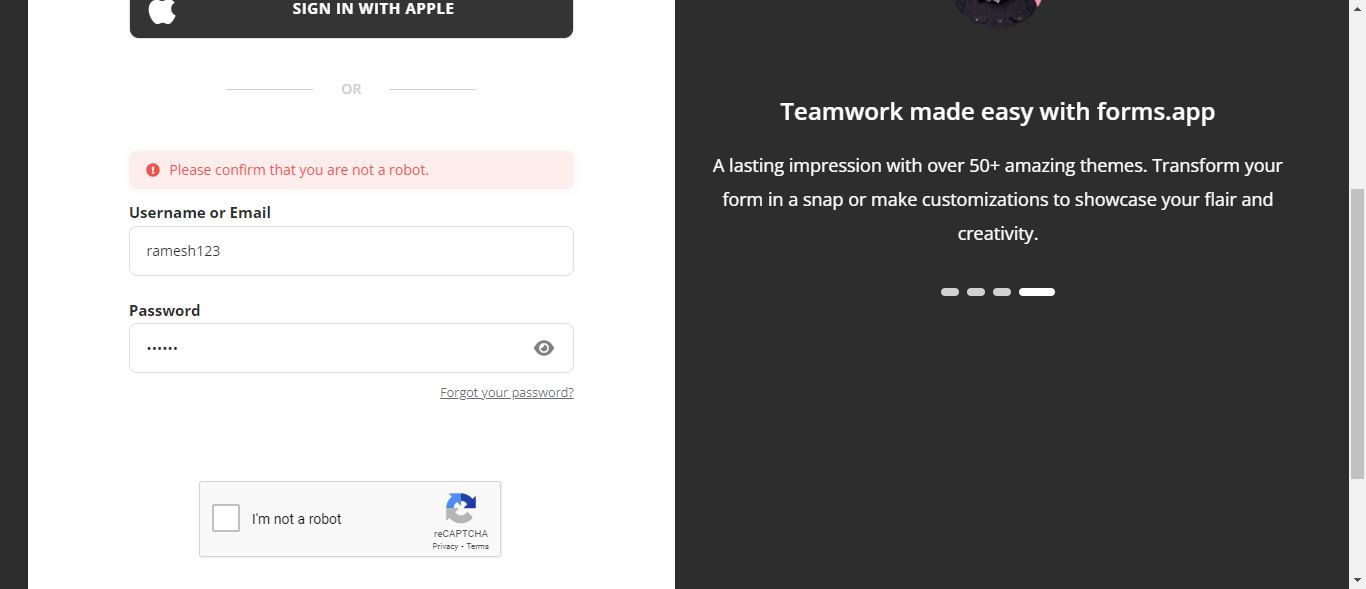 SIGN IN WITH APPLE
OR
Please confirm that you are not a robot.
Username or Email
ramesh123
Password
••••••
Forgot your password?
I'm not a robot
reCAPTCHA
Privacy - Terms
Teamwork made easy with forms.app
A lasting impression with over 50+ amazing themes. Transform your
form in a snap or make customizations to showcase your flair and
creativity.